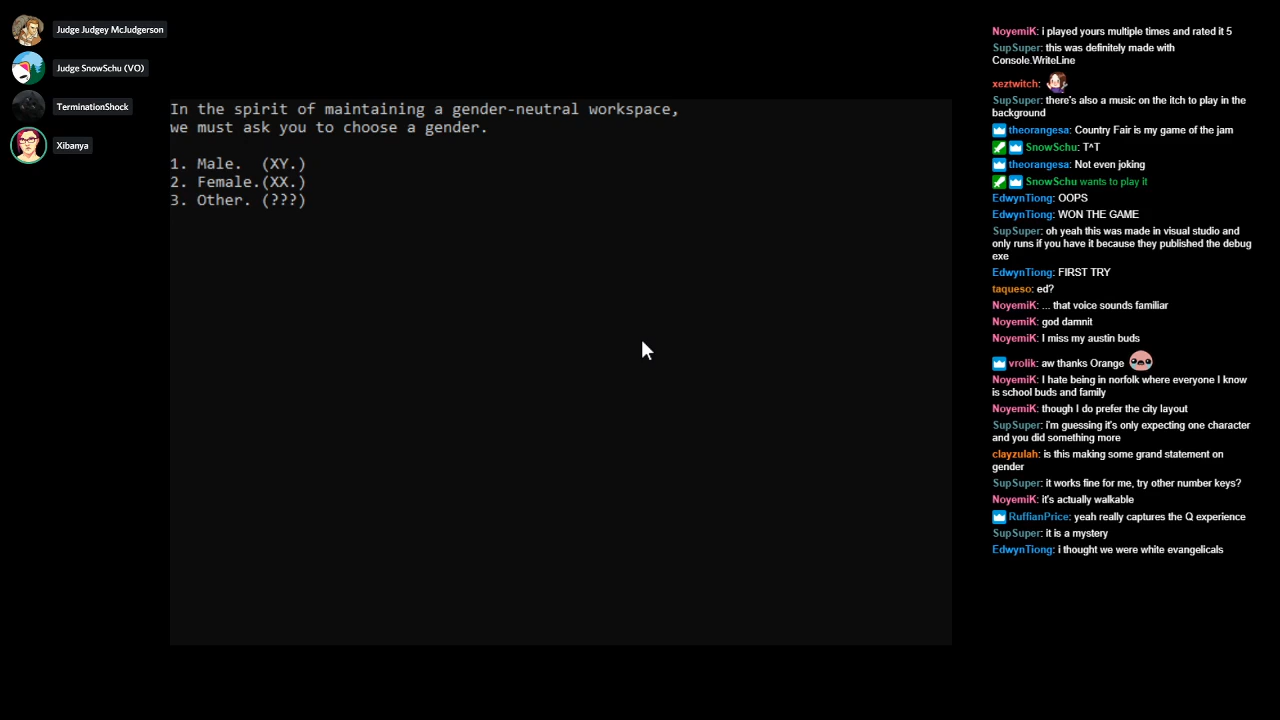 Judge Judgey McJudgerson
Judge SnowSchu (VO)
TerminationShock
Xibanya
In the spirit of maintaining a gender-neutral workspace,
we must ask you to choose a gender.
1. Male.  (XY.)
2. Female.(XX.)
3. Other. (???)
NoyemiK: i played yours multiple times and rated it 5
SupSuper: this was definitely made with
Console.WriteLine
xeztwitch:
SupSuper: there's also a music on the itch to play in the
background
theorangesa: Country Fair is my game of the jam
SnowSchu: T^T
theorangesa: Not even joking
SnowSchu wants to play it
EdwynTiong: OOPS
EdwynTiong: WON THE GAME
SupSuper: oh yeah this was made in visual studio and
only runs if you have it because they published the debug
exe
EdwynTiong: FIRST TRY
taqueso: ed?
NoyemiK: ... that voice sounds familiar
NoyemiK: god damnit
NoyemiK: I miss my austin buds
vrolik: aw thanks Orange
NoyemiK: I hate being in norfolk where everyone I know
is school buds and family
NoyemiK: though I do prefer the city layout
SupSuper: i'm guessing it's only expecting one character
and you did something more
clayzulah: is this making some grand statement on
gender
SupSuper: it works fine for me, try other number keys?
NoyemiK: it's actually walkable
RuffianPrice: yeah really captures the Q experience
SupSuper: it is a mystery
EdwynTiong: i thought we were white evangelicals